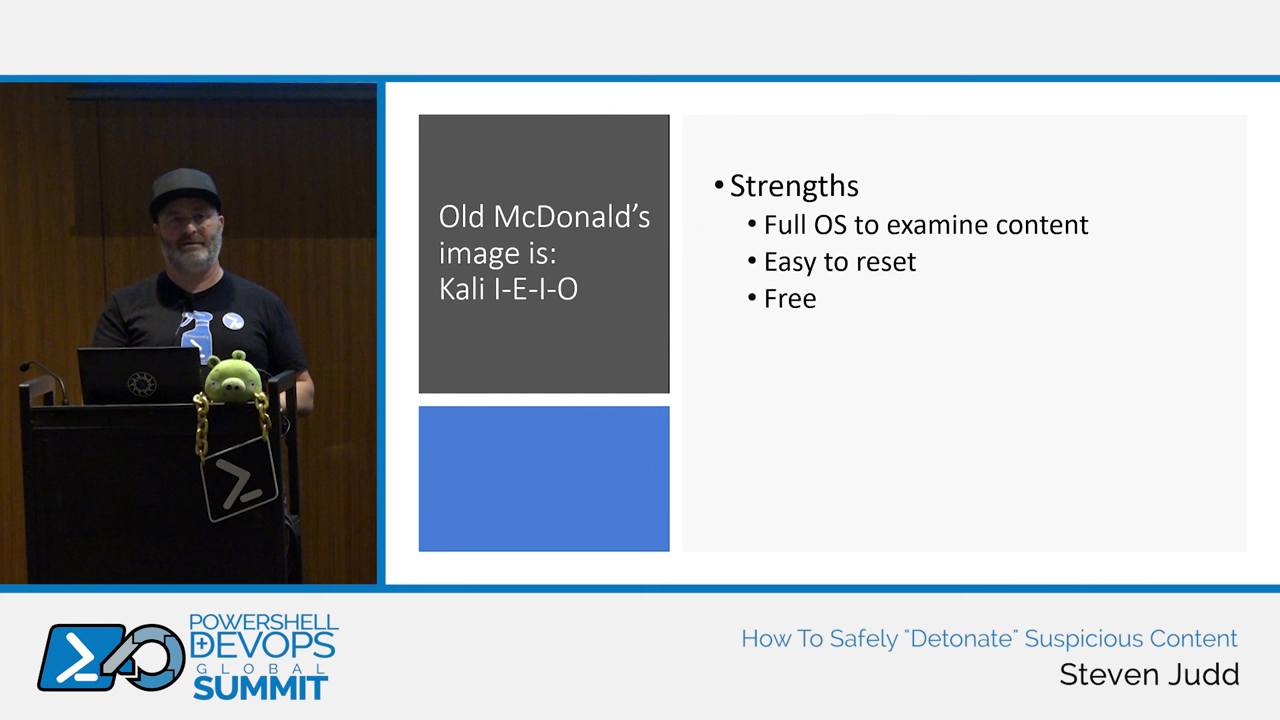 Old McDonald’s
image is:
Kali I-E-I-O
• Strengths
• Full OS to examine content
• Easy to reset
• Free
POWERSHELL
+DEVOPS
GLOBAL
SUMMIT
How To Safely "Detonate" Suspicious Content
Steven Judd